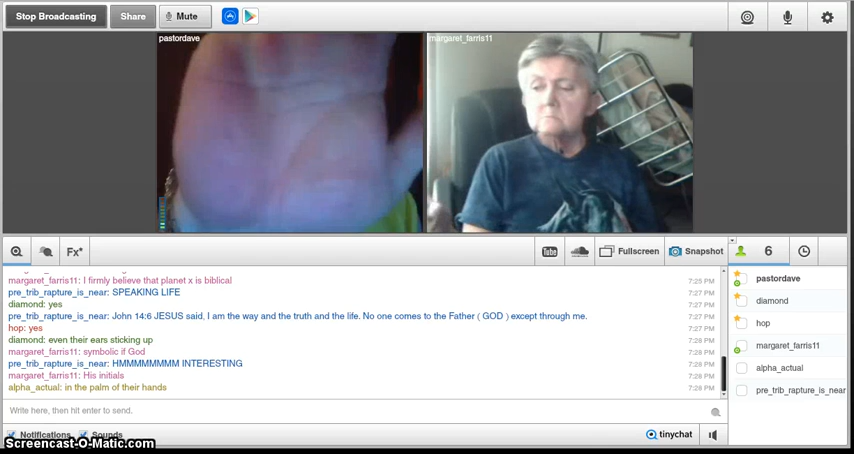 Stop Broadcasting
Share
Mute
pastordave
margaret_farris11
Fx*
You Tube
Fullscreen
Snapshot
6
margaret_farris11: I firmly believe that planet x is biblical 7:25 PM
pre_trib_rapture_is_near: SPEAKING LIFE 7:27 PM
diamond: yes
pre_trib_rapture_is_near: John 14:6 JESUS said, I am the way and the truth and the life. No one comes to the Father ( GOD ) except through me. 7:27 PM
hop: yes 7:27 PM
diamond: even their ears sticking up 7:28 PM
margaret_farris11: symbolic if God 7:28 PM
pre_trib_rapture_is_near: HMMMMMMMM INTERESTING 7:28 PM
margaret_farris11: His initials 7:28 PM
alpha_actual: in the palm of their hands 7:28 PM
pastordave
diamond
hop
margaret_farris11
alpha_actual
pre_trib_rapture_is_near
Write here, then hit enter to send.
Notifications
Sounds
tinychat
Screencast-O-Matic.com